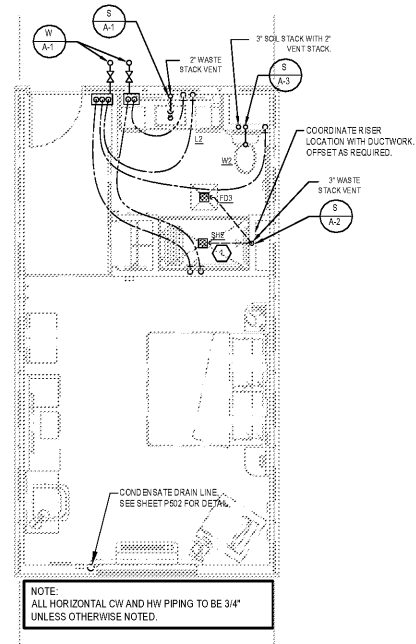 S
A-1
W
A-1
3" SOIL STACK WITH 2"
VENT STACK.
2" WASTE
STACK VENT
S
A-3
L2
W2
COORDINATE RISER
LOCATION WITH DUCTWORK.
OFFSET AS REQUIRED.
3" WASTE
STACK VENT
FD3
S
A-2
SH2
CONDENSATE DRAIN LINE,
SEE SHEET P502 FOR DETAIL.
NOTE:
ALL HORIZONTAL CW AND HW PIPING TO BE 3/4"
UNLESS OTHERWISE NOTED.